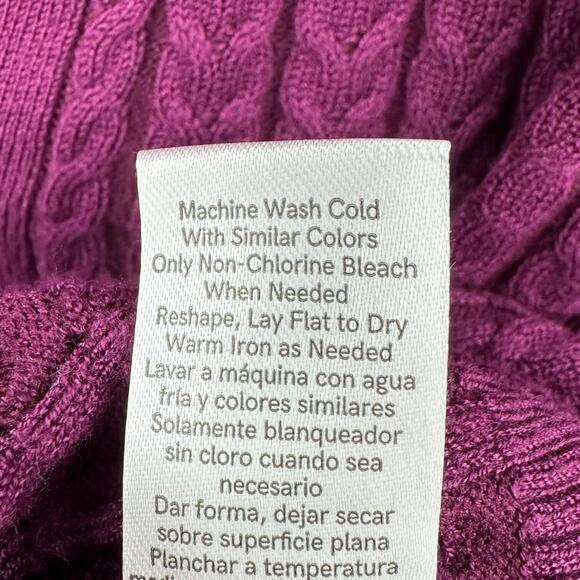 Machine Wash Cold
With Similar Colors
Only Non-Chlorine Bleach
When Needed
Reshape, Lay Flat to Dry
Warm Iron as Needed
Lavar a máquina con agua
fría y colores similares
Solamente blanqueador
sin cloro cuando sea
necesario
Dar forma, dejar secar
sobre superficie plana
Planchar a temperatura